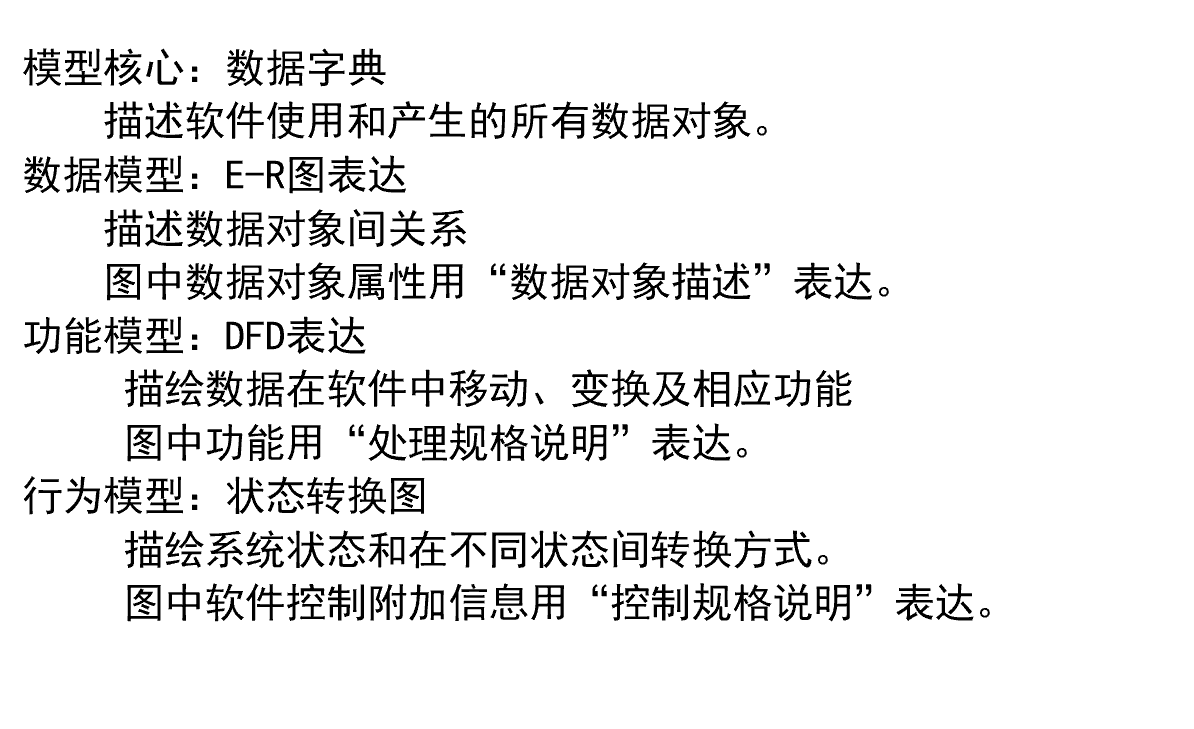 模型核心：数据字典
描述软件使用和产生的所有数据对象。
数据模型：E-R图表达
描述数据对象间关系
图中数据对象属性用“数据对象描述”表达。
功能模型：DFD表达
描绘数据在软件中移动、变换及相应功能
图中功能用“处理规格说明”表达。
行为模型：状态转换图
描绘系统状态和在不同状态间转换方式。
图中软件控制附加信息用“控制规格说明”表达。